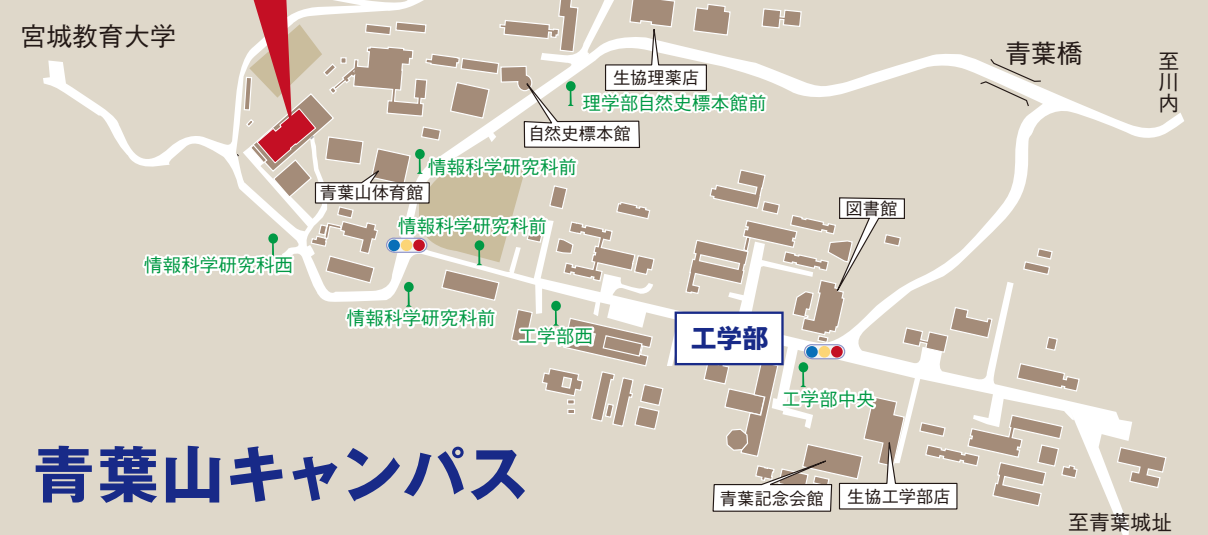 宮城教育大学
青葉橋
至川内
生協理薬店
理学部自然史標本館前
自然史標本館
情報科学研究科前
青葉山体育館
図書館
情報科学研究科前
情報科学研究科西
情報科学研究科前
工学部西
工学部
工学部中央
青葉山キャンパス
青葉記念会館
生協工学部店
至青葉城址